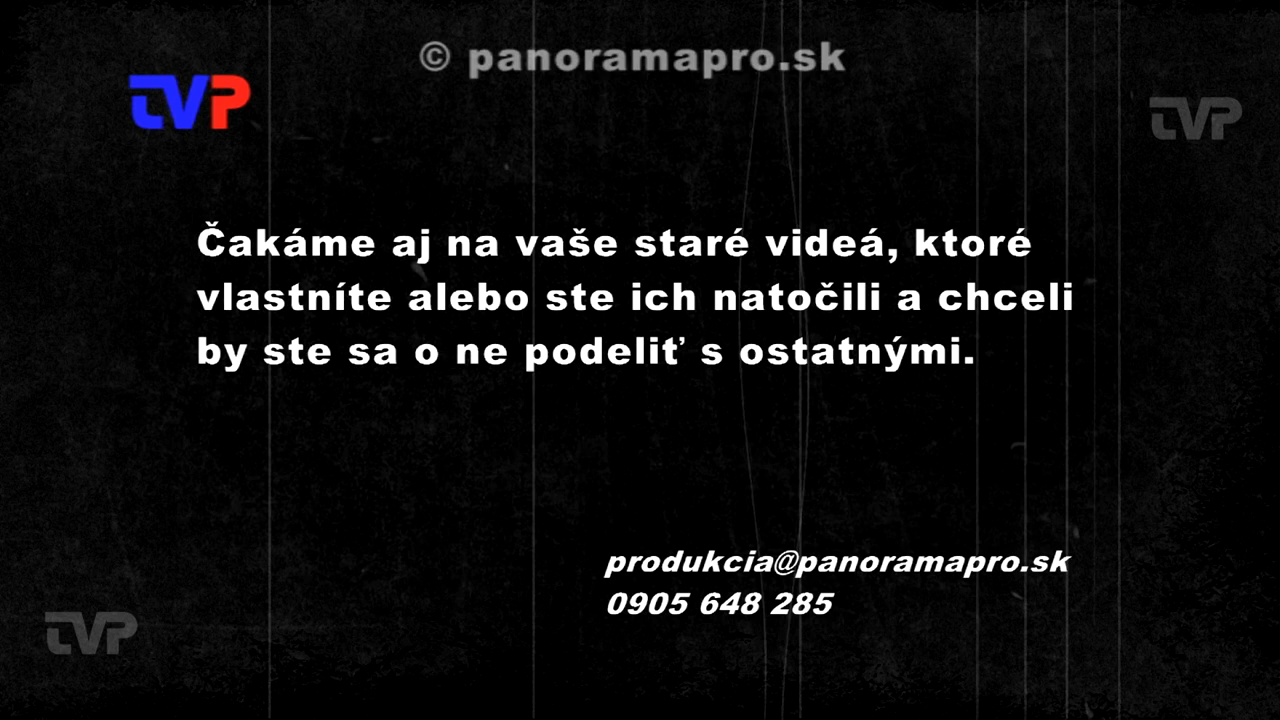 © panoramapro.sk
TVP
TVP
Čakáme aj na vaše staré videá, ktoré
vlastníte alebo ste ich natočili a chceli
by ste sa o ne podeliť s ostatnými.
produkcia@panoramapro.sk
0905 648 285
TVP